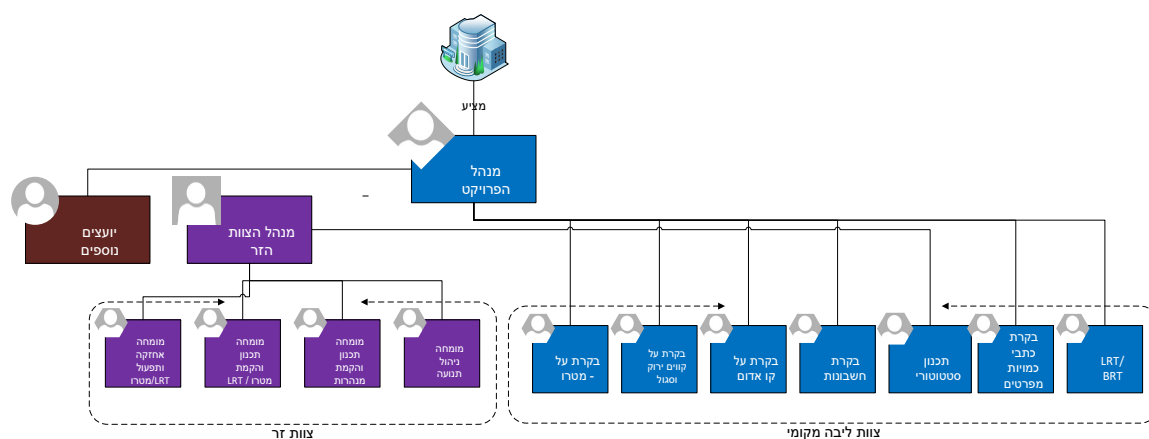 מציע
מנהל
הפרויקט
–
יועצים
נוספים
מנהל הצוות
הזר
בקרת
כתבי
כמויות
מפרטים
LRT/
BRT
תכנון
סטטוטורי
בקרת
חשבונות
בקרת על
קו אדום
בקרת על
קווים ירוק
וסגול
בקרת על
- מטרו
מומחה
ניהול
תנועה
מומחה
תכנון
והקמת
מנהרות
מומחה
תכנון
והקמת
מטרו / LRT
מומחה
אחזקה
ותפעול
LRT/מטרו
צוות ליבה מקומי
צוות זר